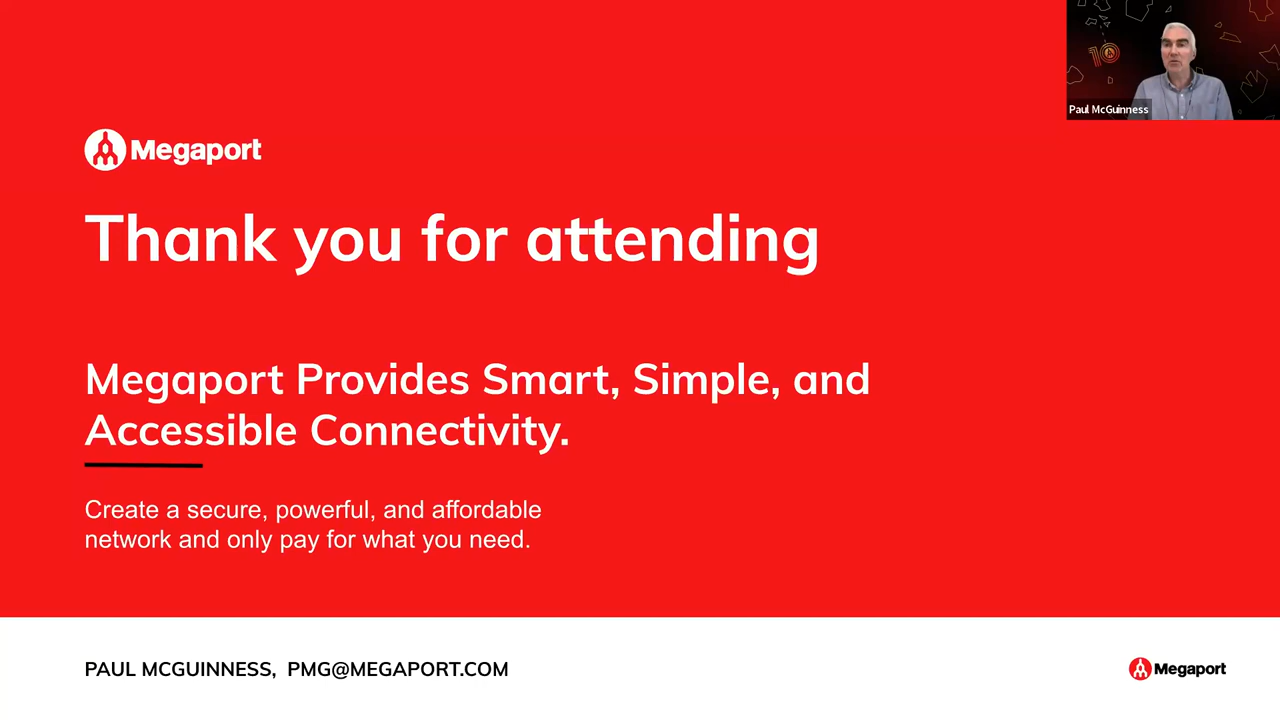 10
Paul McGuinness
Megaport
Thank you for attending
Megaport Provides Smart, Simple, and
Accessible Connectivity.
Create a secure, powerful, and affordable
network and only pay for what you need.
PAUL MCGUINNESS, PMG@MEGAPORT.COM
Megaport